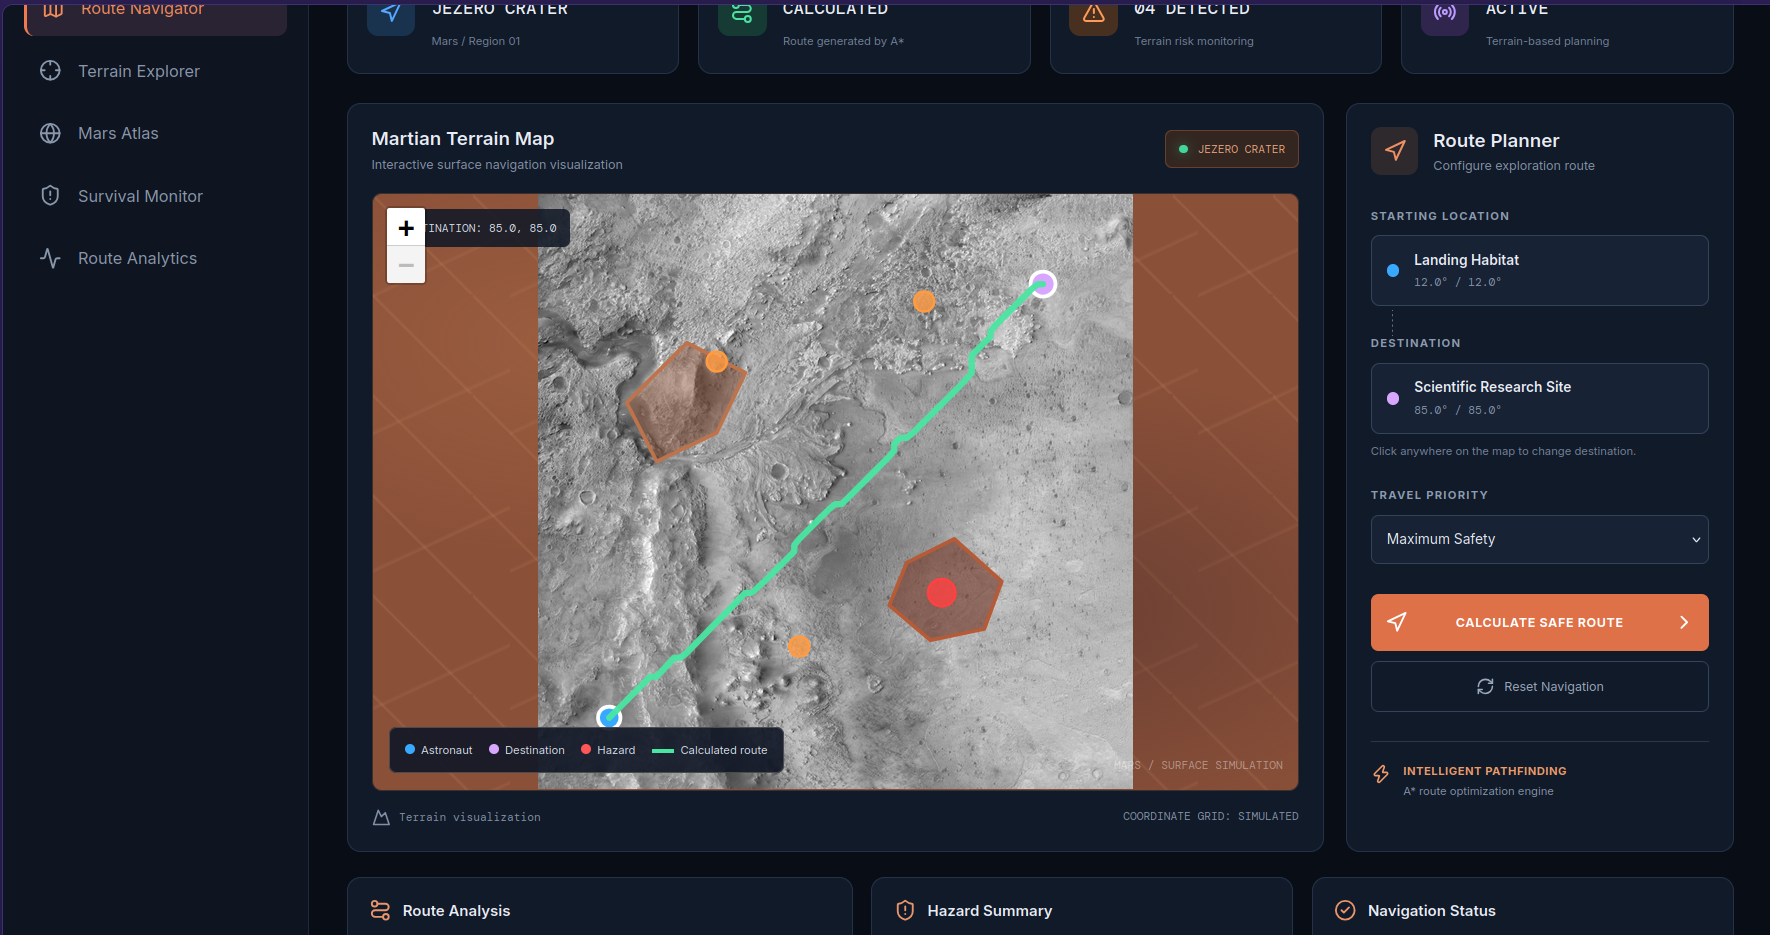 Route Navigator
Terrain Explorer
Mars Atlas
Survival Monitor
Route Analytics
JEZERO CRATER
Mars / Region 01
CALCULATED
Route generated by A*
04 DETECTED
Terrain risk monitoring
ACTIVE
Terrain-based planning
Martian Terrain Map
Interactive surface navigation visualization
JEZERO CRATER
+
−
TINATION: 85.0, 85.0
Astronaut
Destination
Hazard
Calculated route
MARS / SURFACE SIMULATION
Terrain visualization
COORDINATE GRID: SIMULATED
Route Planner
Configure exploration route
STARTING LOCATION
Landing Habitat
12.0° / 12.0°
DESTINATION
Scientific Research Site
85.0° / 85.0°
Click anywhere on the map to change destination.
TRAVEL PRIORITY
Maximum Safety
CALCULATE SAFE ROUTE
Reset Navigation
INTELLIGENT PATHFINDING
A* route optimization engine
Route Analysis
Hazard Summary
Navigation Status